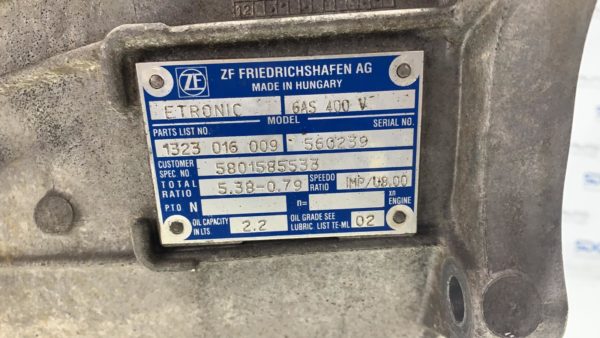 ZF
ZF FRIEDRICHSHAFEN AG
MADE IN HUNGARY
ETRONIC 6AS 400 V
MODEL
PARTS LIST NO. SERIAL NO.
1323 016 009 560239
CUSTOMER SPEC NO 5801585533
TOTAL RATIO 5.38-0.79 SPEEDO RATIO IMP/U8.00
P.T.O N n= xn ENGINE
OIL CAPACITY IN LTS 2.2 OIL GRADE SEE LUBRIC. LIST TE-ML 02